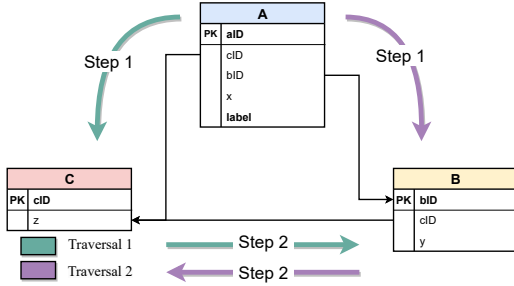 A
PK aID
cID
bID
x
label
Step 1
Step 1
C
PK cID
z
B
PK bID
cID
y
Traversal 1
Step 2
Traversal 2
Step 2